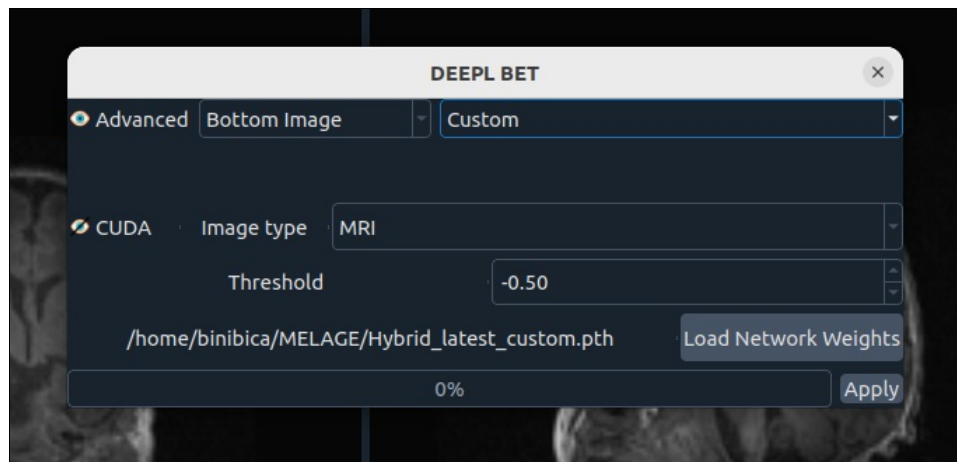 DEEPL BET
Advanced Bottom Image Custom
CUDA Image type MRI
Threshold -0.50
/home/binibica/MELAGE/Hybrid_latest_custom.pth Load Network Weights
0% Apply